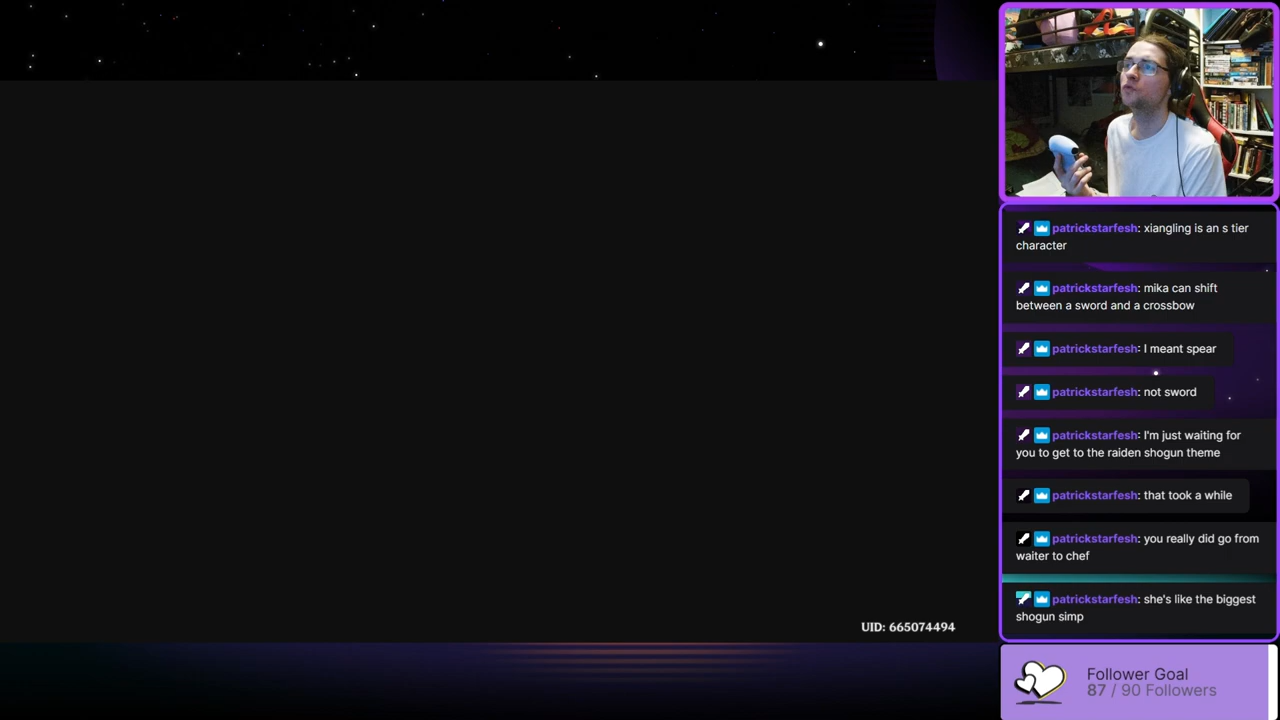 patrickstarfesh: xiangling is an s tier
character
patrickstarfesh: mika can shift
between a sword and a crossbow
patrickstarfesh: I meant spear
patrickstarfesh: not sword
patrickstarfesh: I'm just waiting for
you to get to the raiden shogun theme
patrickstarfesh: that took a while
patrickstarfesh: you really did go from
waiter to chef
patrickstarfesh: she's like the biggest
shogun simp
UID: 665074494
Follower Goal
87 / 90 Followers